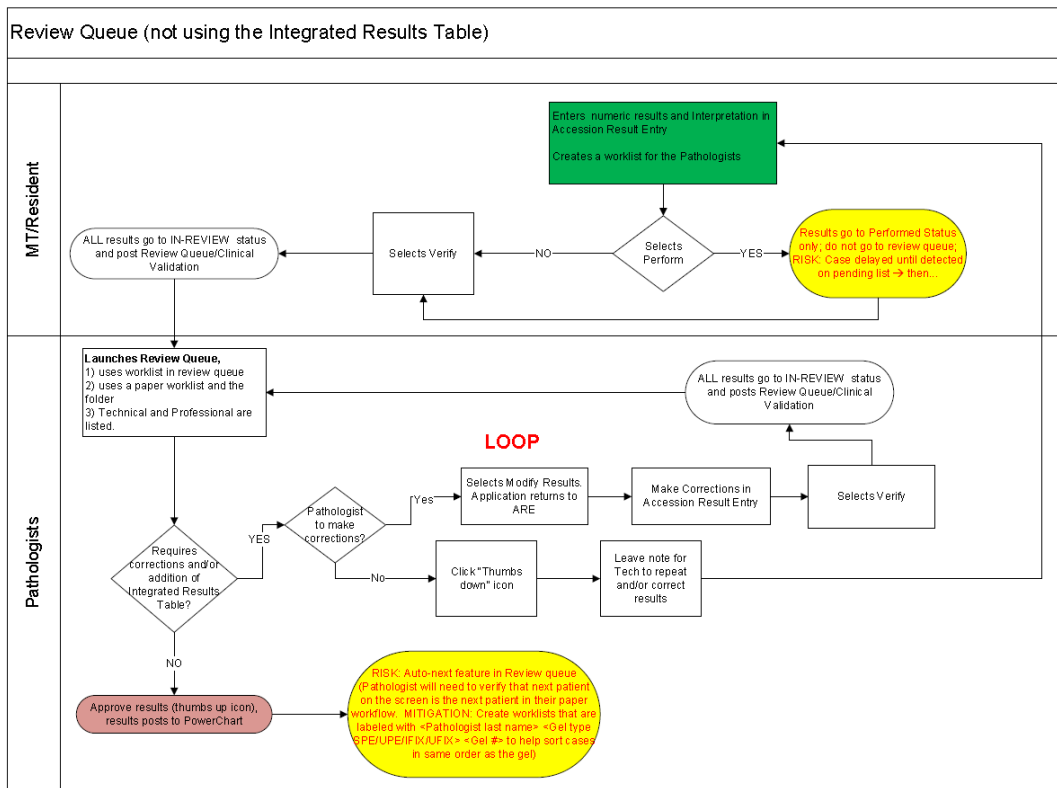 Review Queue (not using the Integrated Results Table)
MT/Resident
Enters numeric results and Interpretation in
Accession Result Entry
Creates a worklist for the Pathologists
ALL results go to IN-REVIEW status
and post Review Queue/Clinical
Validation
Selects Verify
NO
Selects
Perform
YES
Results go to Performed Status
only; do not go to review queue;
RISK: Case delayed until detected
on pending list → then...
Pathologists
Launches Review Queue,
1) uses worklist in review queue
2) uses a paper worklist and the
folder
3) Technical and Professional are
listed.
ALL results go to IN-REVIEW status
and posts Review Queue/Clinical
Validation
LOOP
Pathologist
to make
corrections?
Yes
Selects Modify Results.
Application returns to
ARE
Make Corrections in
Accession Result Entry
Selects Verify
Requires
corrections and/or
addition of
Integrated Results
Table?
YES
No
Click "Thumbs
down" icon
Leave note for
Tech to repeat
and/or correct
results
NO
Approve results (thumbs up icon),
results posts to PowerChart
RISK: Auto-next feature in Review queue
(Pathologist will need to verify that next patient
on the screen is the next patient in their paper
workflow. MITIGATION: Create worklists that are
labeled with <Pathologist last name> <Gel type
SPE/UPE/IFIX/UFIX> <Gel #> to help sort cases
in same order as the gel)